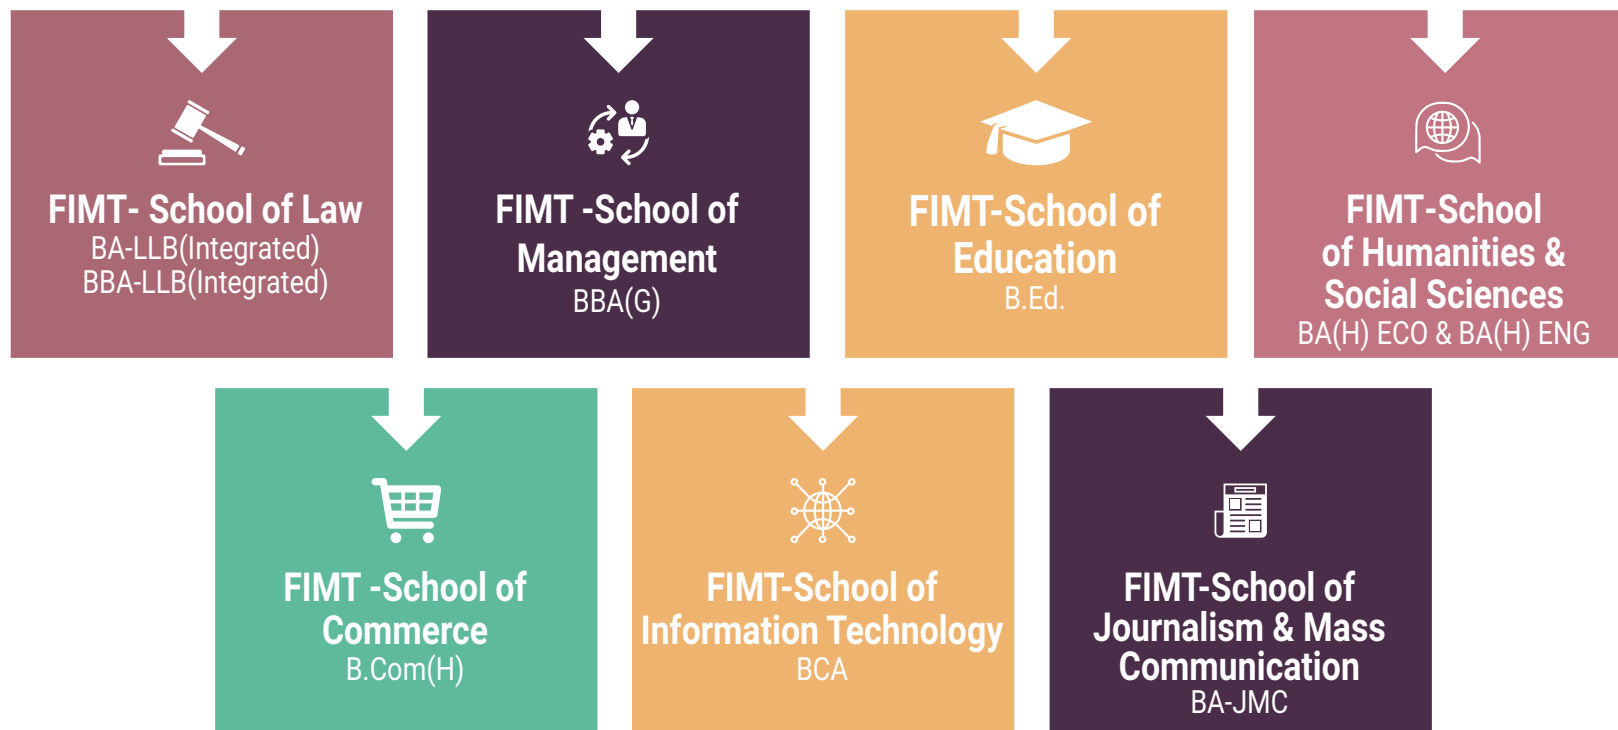 FIMT- School of Law
BA-LLB(Integrated)
BBA-LLB(Integrated)
FIMT -School of
Management
BBA(G)
FIMT-School of
Education
B.Ed.
FIMT-School
of Humanities &
Social Sciences
BA(H) ECO & BA(H) ENG
FIMT -School of
Commerce
B.Com(H)
FIMT-School of
Information Technology
BCA
FIMT-School of
Journalism & Mass
Communication
BA-JMC